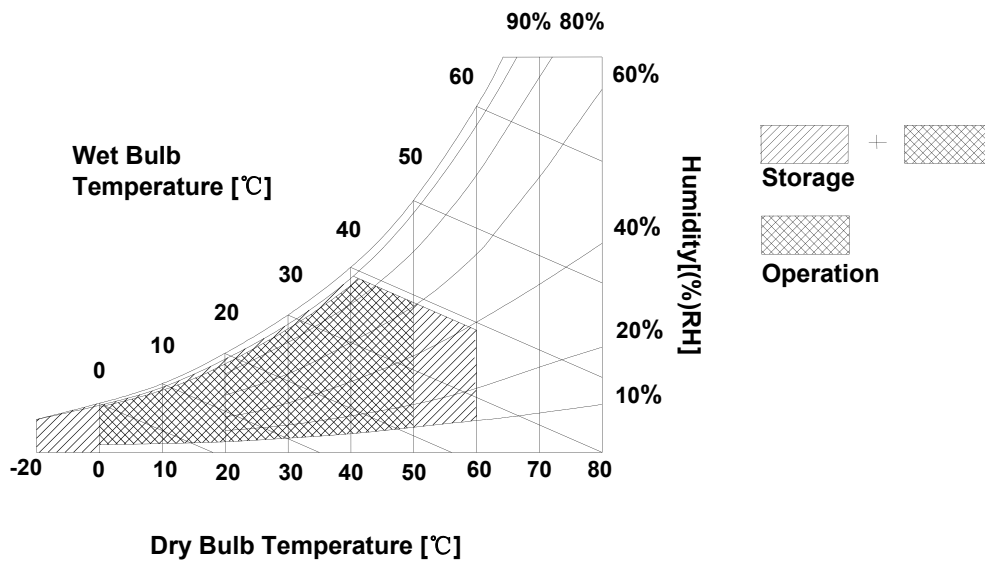 90% 80%
60
60%
Wet Bulb
Temperature [℃]
50
40
30
20
10
0
40%
20%
10%
Humidity[(%)RH]
-20 0 10 20 30 40 50 60 70 80
Dry Bulb Temperature [℃]
+
Storage
Operation